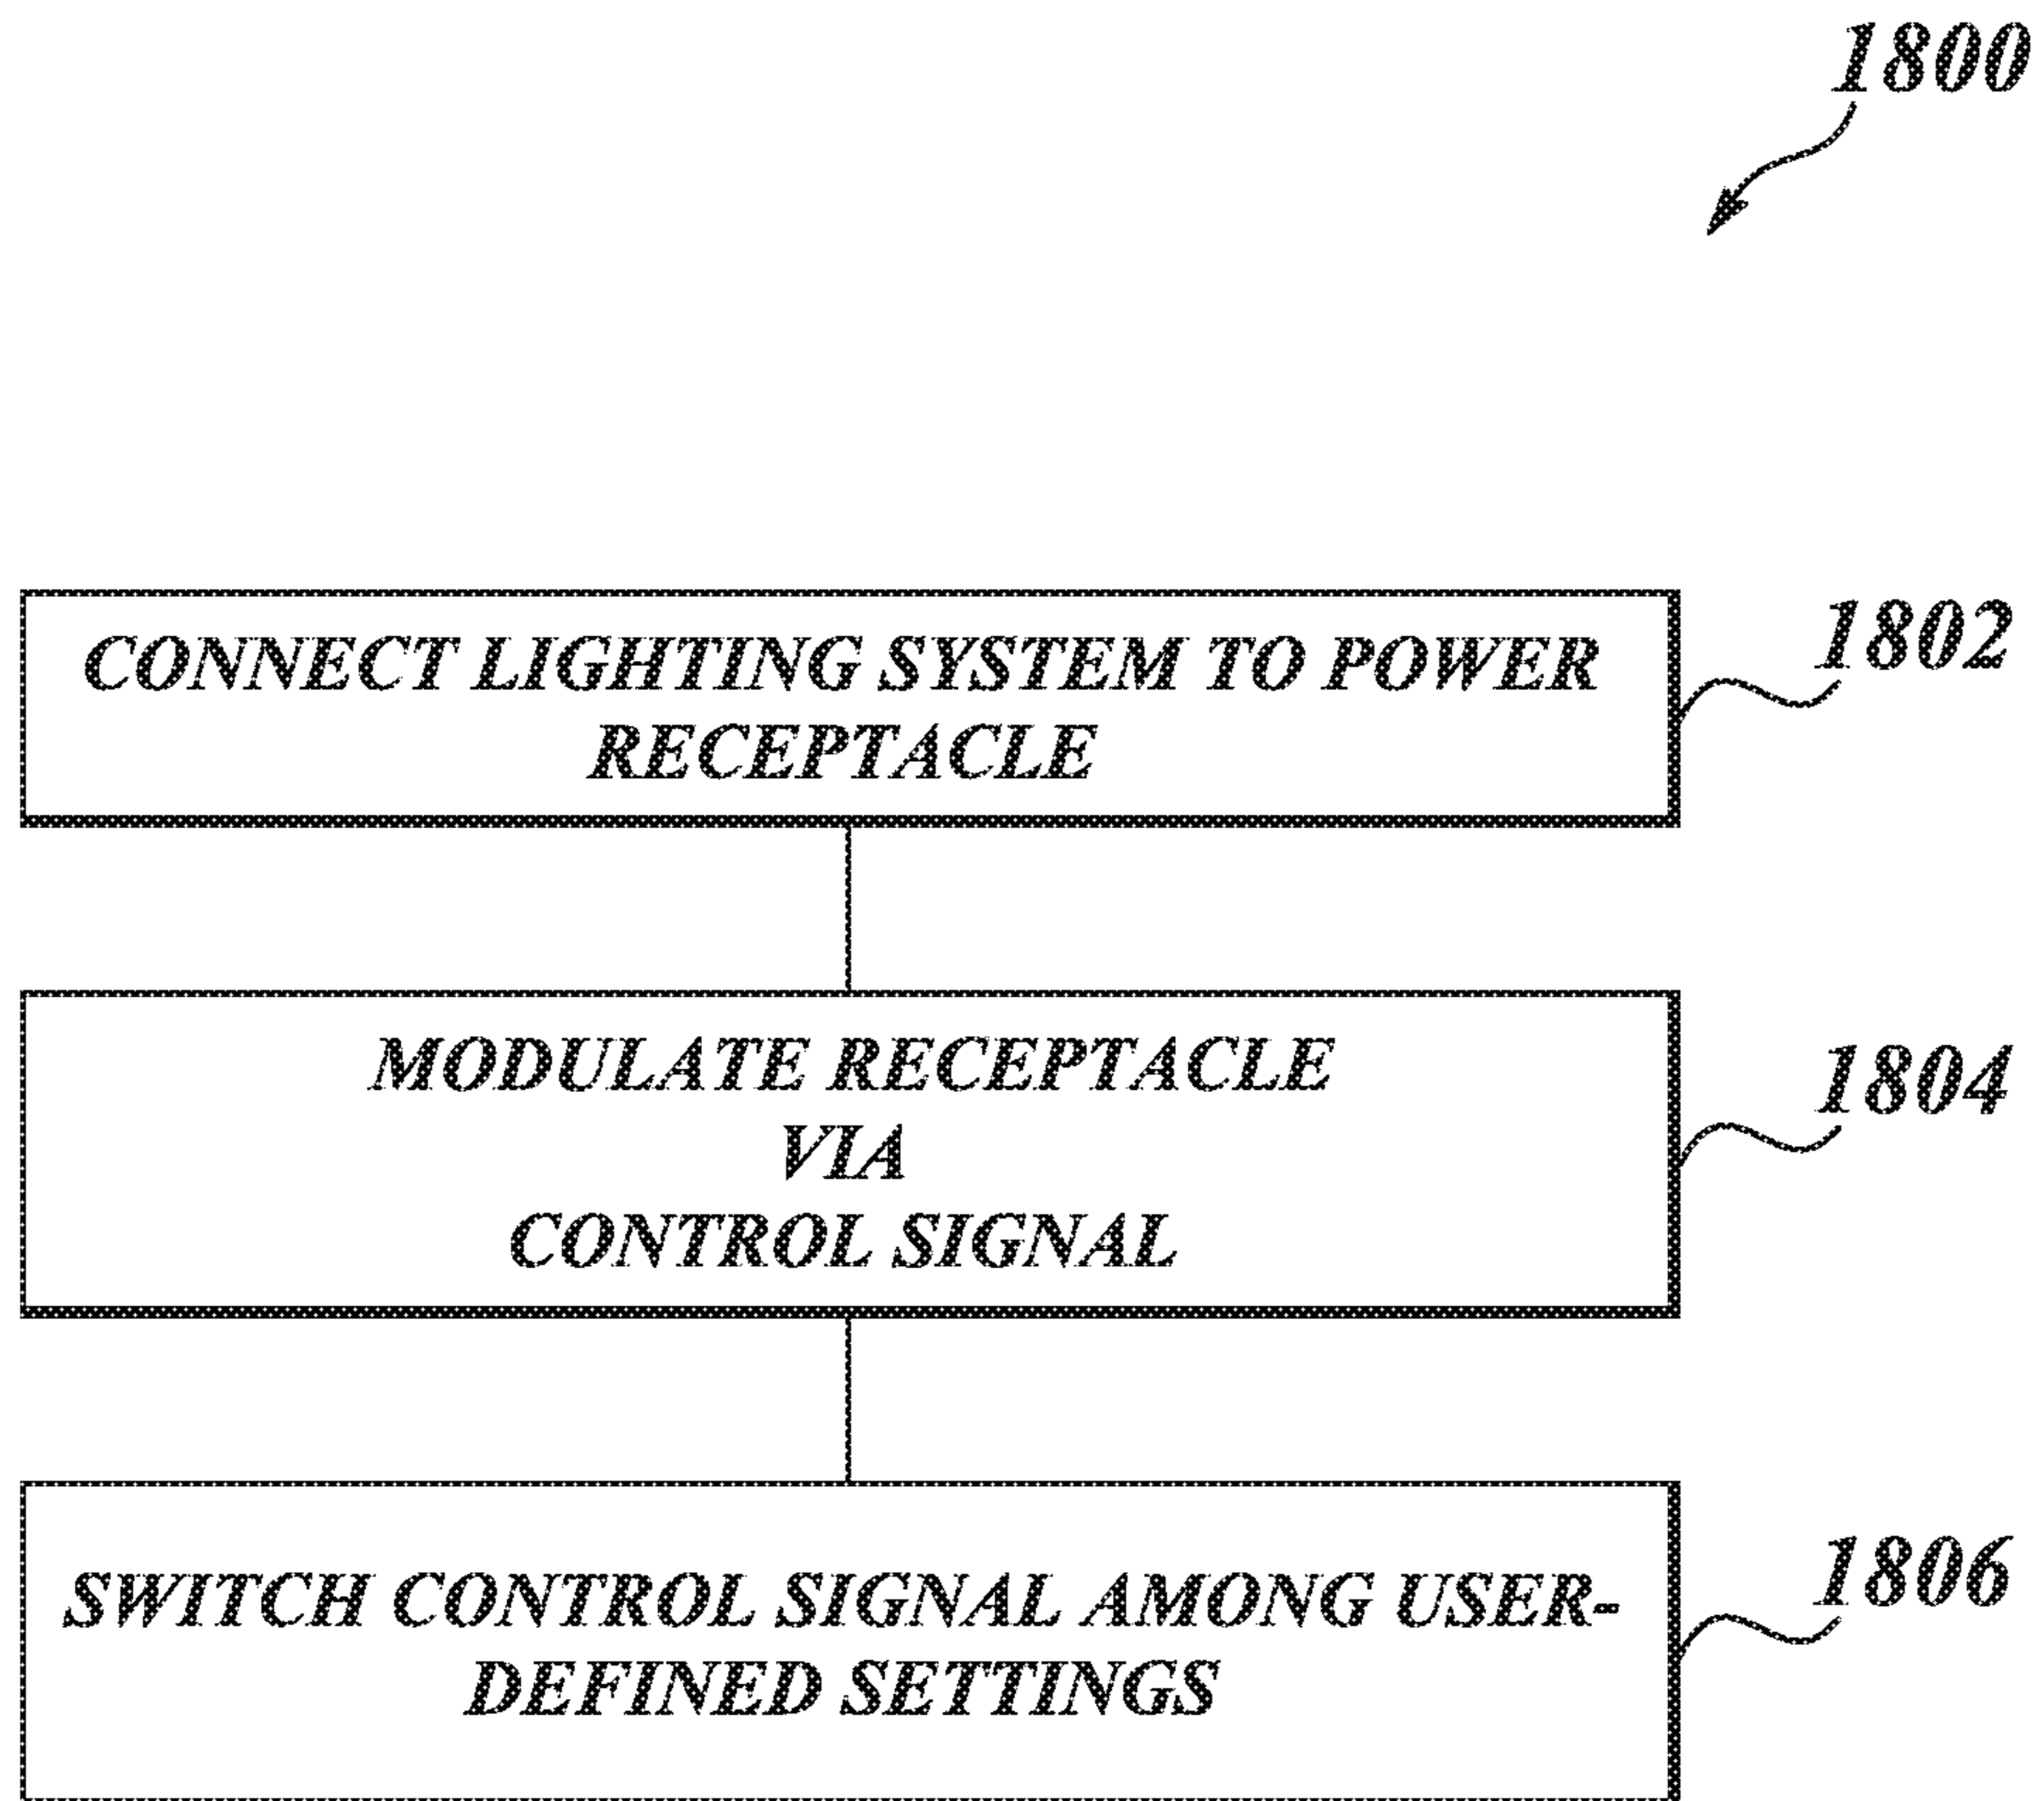 1800
CONNECT LIGHTING SYSTEM TO POWER
RECEPTACLE
1802
MODULATE RECEPTACLE
VIA
CONTROL SIGNAL
1804
SWITCH CONTROL SIGNAL AMONG USER-
DEFINED SETTINGS
1806